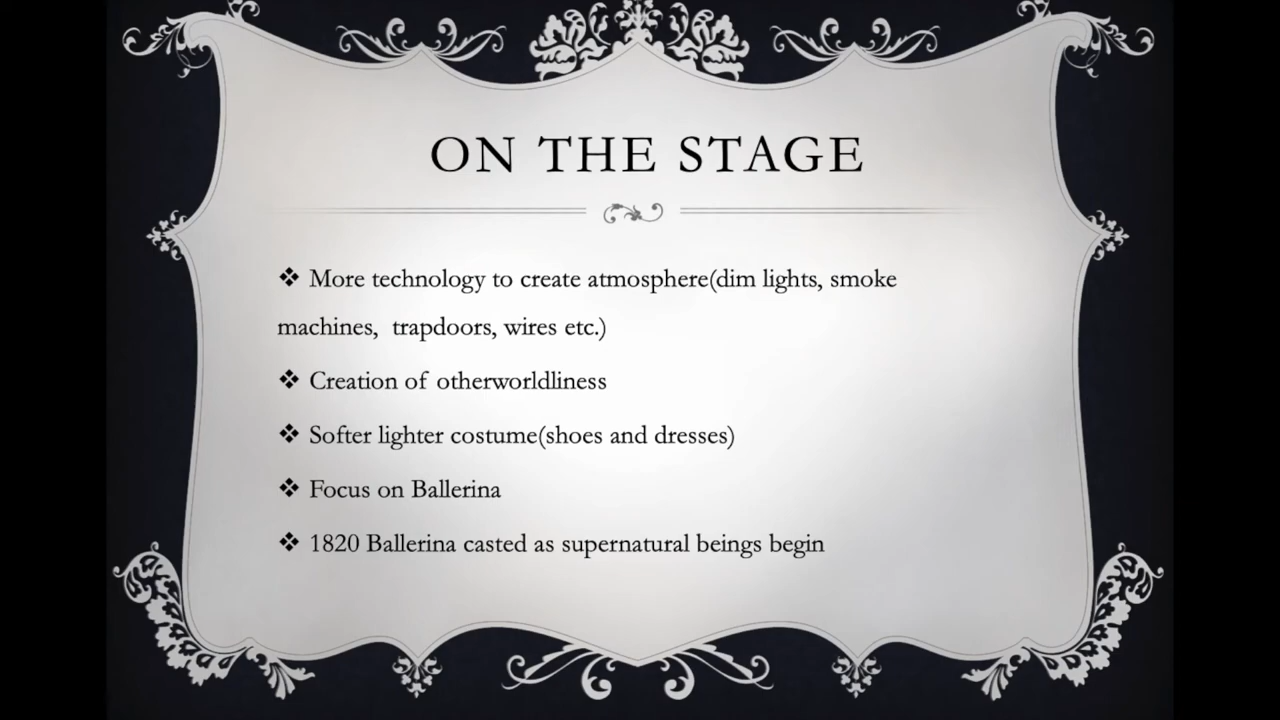 ON THE STAGE
❖ More technology to create atmosphere(dim lights, smoke
machines, trapdoors, wires etc.)
❖ Creation of otherworldliness
❖ Softer lighter costume(shoes and dresses)
❖ Focus on Ballerina
❖ 1820 Ballerina casted as supernatural beings begin